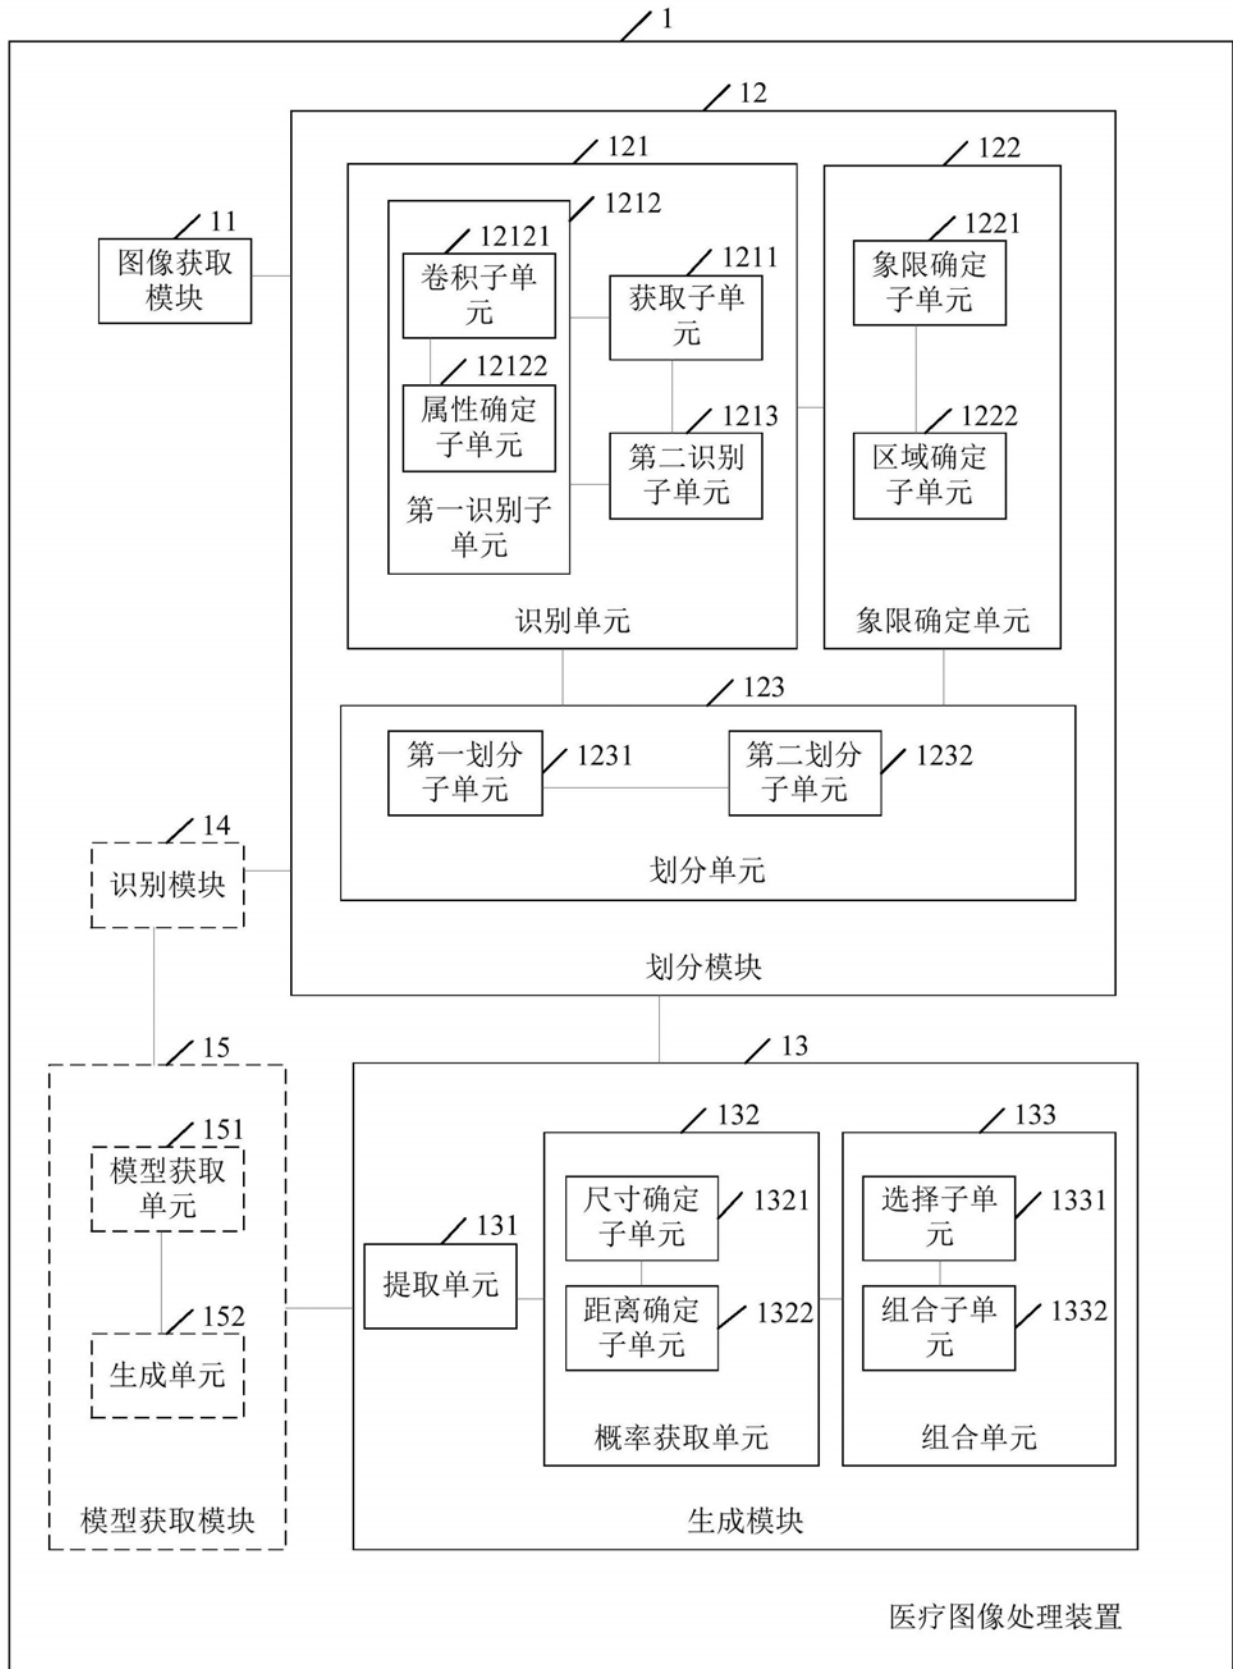 1
12
121
122
1212
11
图像获取
模块
12121
卷积子单
元
1211
获取子单
元
1221
象限确定
子单元
12122
属性确定
子单元
1213
第二识别
子单元
1222
区域确定
子单元
第一识别子
单元
识别单元
象限确定单元
123
第一划分
子单元
1231
第二划分
子单元
1232
14
识别模块
划分单元
划分模块
15
13
151
模型获取
单元
132
133
尺寸确定
子单元
1321
选择子单
元
1331
131
提取单元
距离确定
子单元
1322
组合子单
元
1332
152
生成单元
概率获取单元
组合单元
模型获取模块
生成模块
医疗图像处理装置